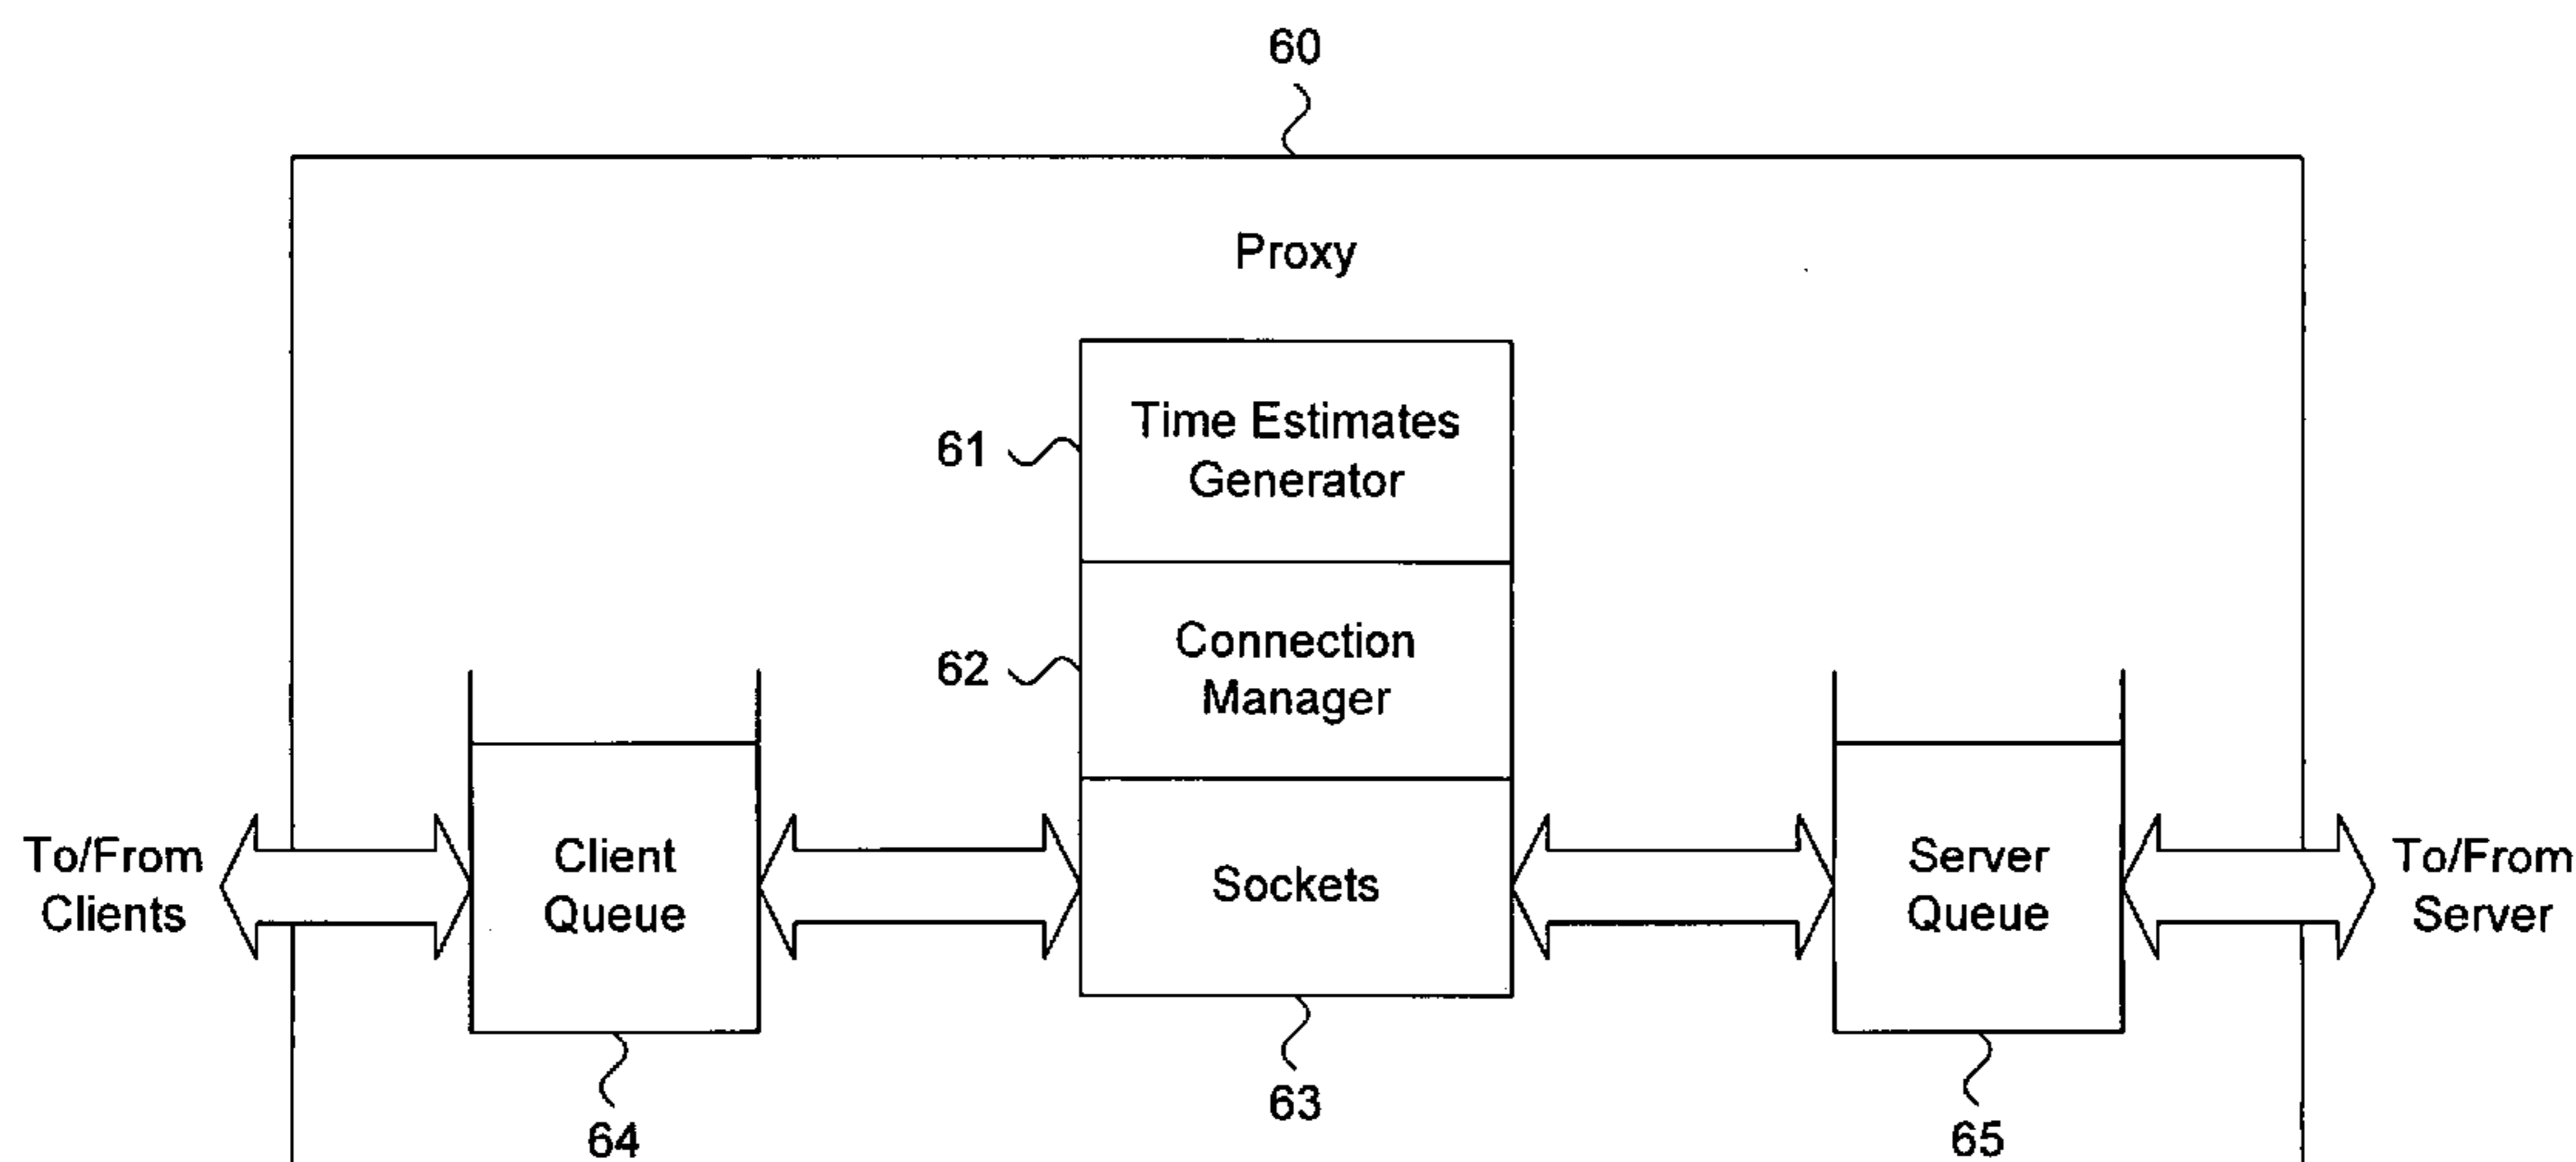 60
Proxy
61
Time Estimates
Generator
62
Connection
Manager
To/From
Clients
Client
Queue
Sockets
Server
Queue
To/From
Server
63
64
65